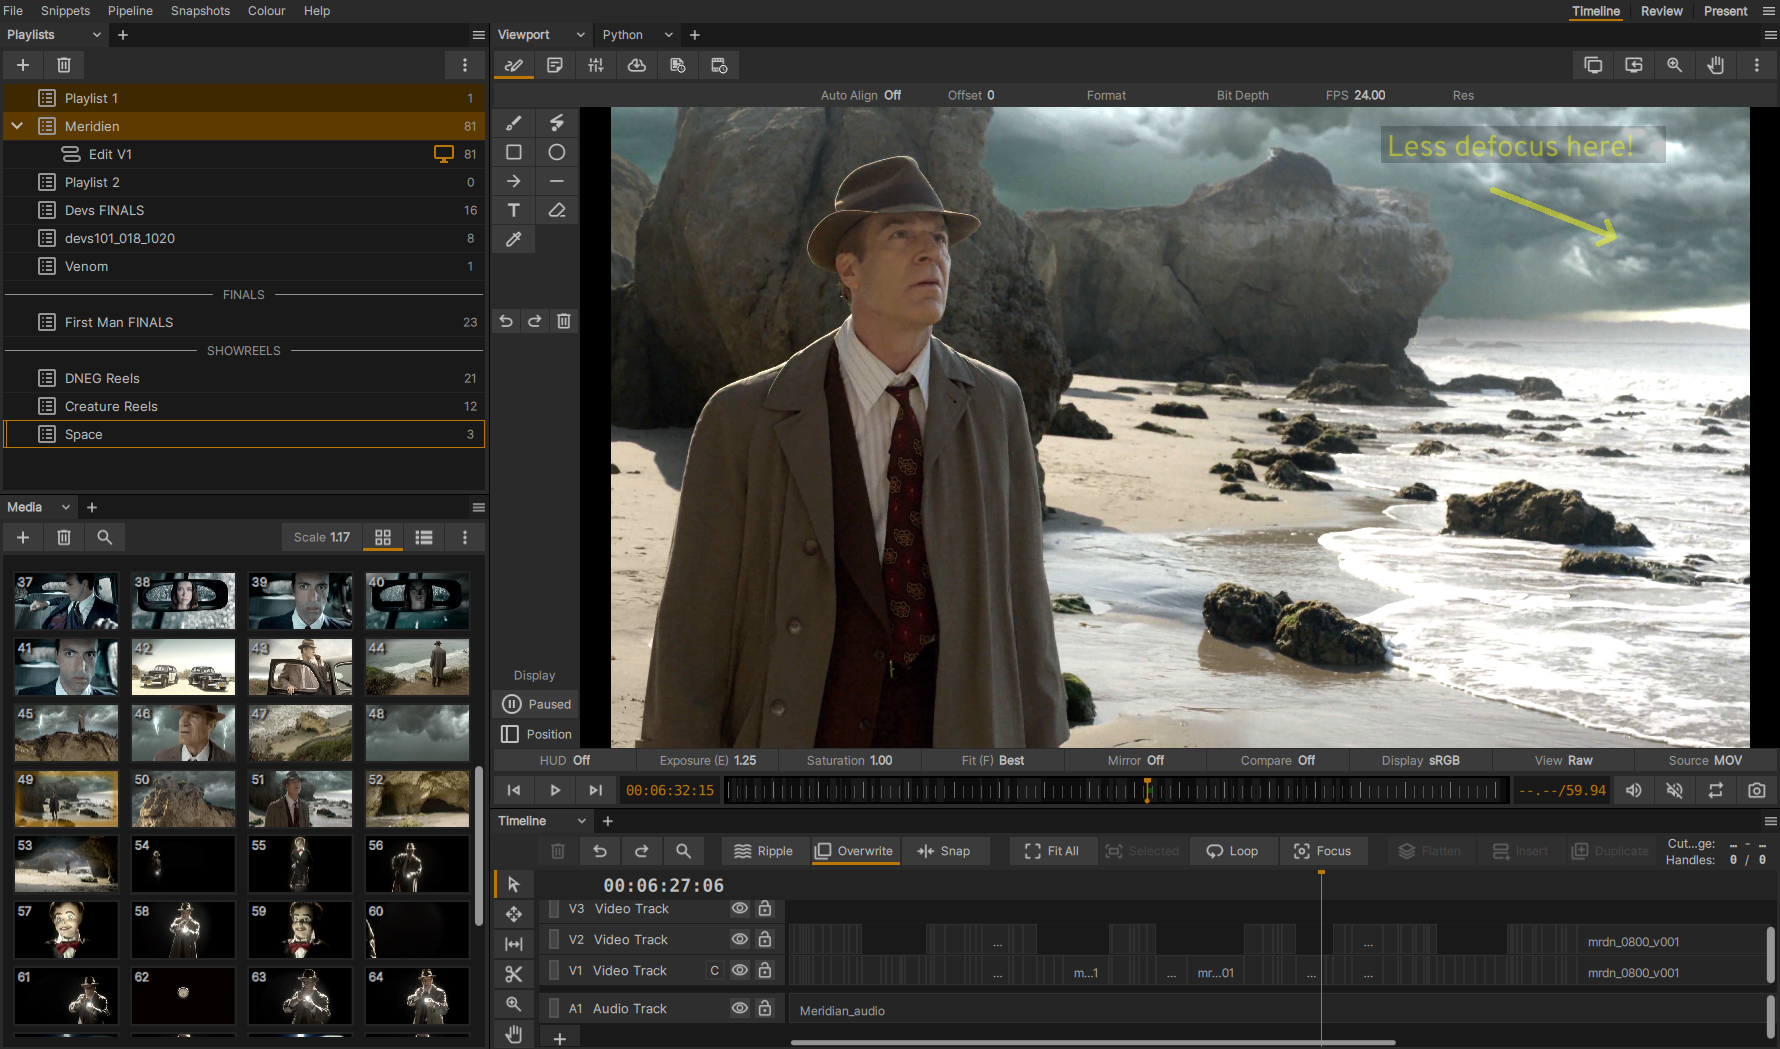 File Snippets Pipeline Snapshots Colour Help Timeline Review Present
Playlists
Viewport Python
Playlist 1 1
Meridien 81
Edit V1 81
Playlist 2 0
Devs FINALS 16
devs101_018_1020 8
Venom 1
FINALS
First Man FINALS 23
SHOWREELS
DNEG Reels 21
Creature Reels 12
Space 3
Auto Align Off Offset 0 Format Bit Depth FPS 24.00 Res
Less defocus here!
T
Display
Paused
Position
Media
Scale 1.17
37 38 39 40
41 42 43 44
45 46 47 48
49 50 51 52
53 54 55 56
57 58 59 60
61 62 63 64
HUD Off Exposure (E) 1.25 Saturation 1.00 Fit (F) Best Mirror Off Compare Off Display sRGB View Raw Source MOV
00:06:32:15 --.--/59.94
Timeline
Ripple Overwrite Snap Fit All Selected Loop Focus Flatten Insert Duplicate
Cut...ge: … - …
Handles: 0 / 0
00:06:27:06
V3 Video Track
V2 Video Track ... ... mrdn_0800_v001
V1 Video Track C ... m...1 ... mr...01 ... ... mrdn_0800_v001
A1 Audio Track Meridian_audio